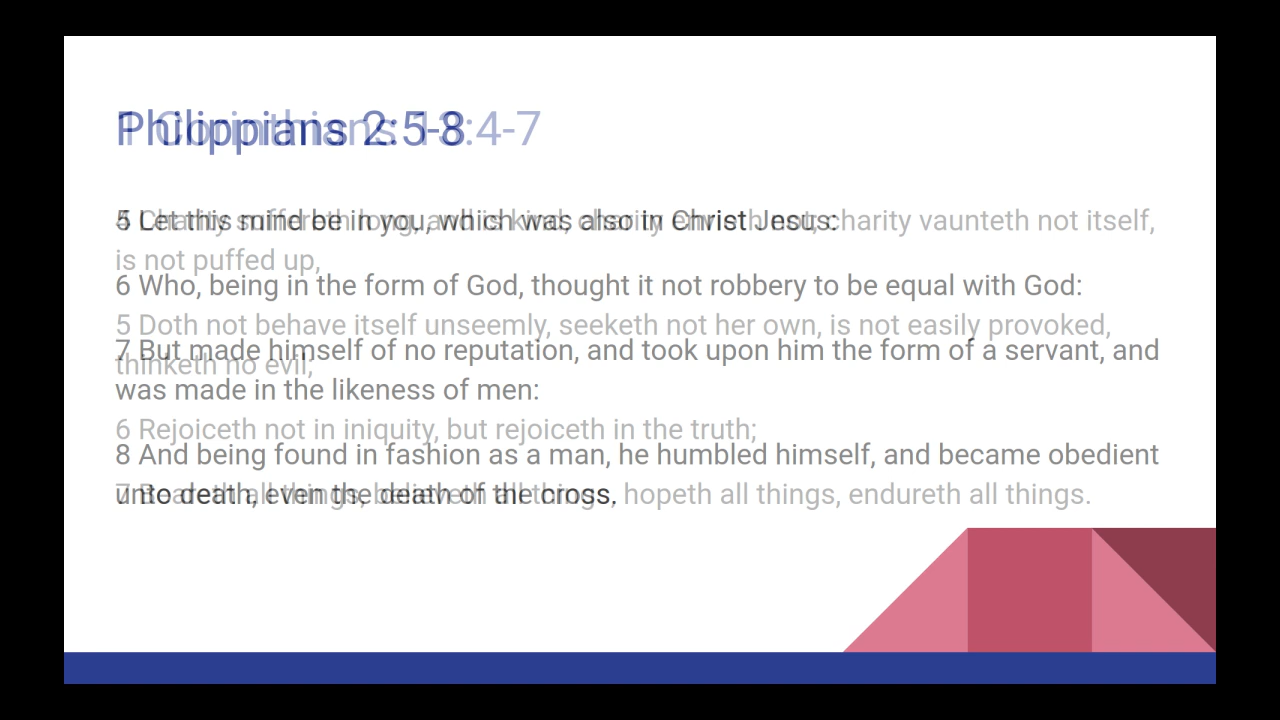 Philippians 2:5-8
5 Let this mind be in you, which was also in Christ Jesus:
6 Who, being in the form of God, thought it not robbery to be equal with God:
7 But made himself of no reputation, and took upon him the form of a servant, and
was made in the likeness of men:
8 And being found in fashion as a man, he humbled himself, and became obedient
unto death, even the death of the cross.
1 Corinthians 13:4-7
4 Charity suffereth long, and is kind; charity envieth not; charity vaunteth not itself,
is not puffed up,
5 Doth not behave itself unseemly, seeketh not her own, is not easily provoked,
thinketh no evil;
6 Rejoiceth not in iniquity, but rejoiceth in the truth;
7 Beareth all things, believeth all things, hopeth all things, endureth all things.